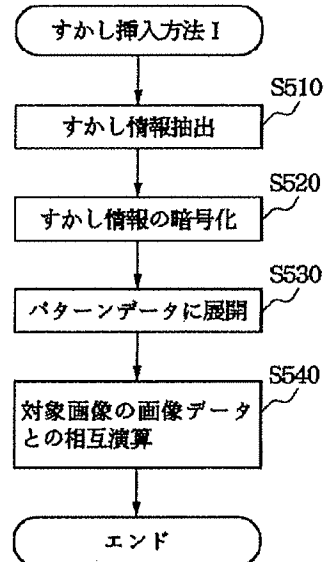 すかし挿入方法Ⅰ
S510
すかし情報抽出
S520
すかし情報の暗号化
S530
パターンデータに展開
S540
対象画像の画像データ
との相互演算
エンド